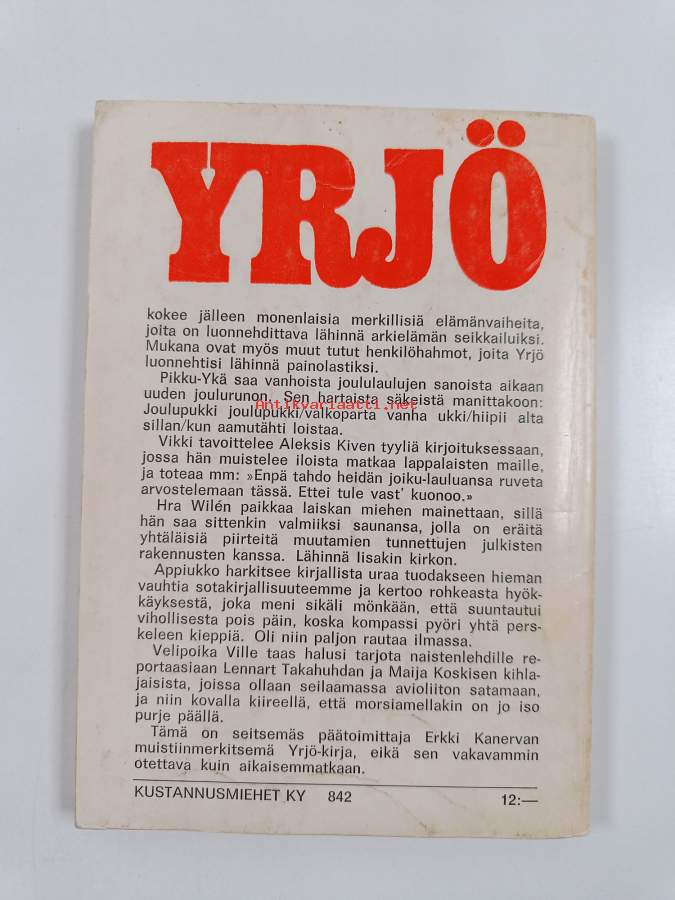 YRJÖ
kokee jälleen monenlaisia merkillisiä elämänvaiheita,
joita on luonnehdittava lähinnä arkielämän seikkailuiksi.
Mukana ovat myös muut tutut henkilöhahmot, joita Yrjö
luonnehtisi lähinnä painolastiksi.
Pikku-Ykä saa vanhoista joululaulujen sanoista aikaan
uuden joulurunon. Sen hartaista säkeistä manittakoon:
Antikvariaatti.net
Joulupukki joulupukki/valkoparta vanha ukki/hiipii alta
sillan/kun aamutähti loistaa.
Vikki tavoittelee Aleksis Kiven tyyliä kirjoituksessaan,
jossa hän muistelee iloista matkaa lappalaisten maille,
ja toteaa mm: »Enpä tahdo heidän joiku-lauluansa ruveta
arvostelemaan tässä. Ettei tule vast' kuonoo.»
Hra Wilén paikkaa laiskan miehen mainettaan, sillä
hän saa sittenkin valmiiksi saunansa, jolla on eräitä
yhtäläisiä piirteitä muutamien tunnettujen julkisten
rakennusten kanssa. Lähinnä Iisakin kirkon.
Appiukko harkitsee kirjallista uraa tuodakseen hieman
vauhtia sotakirjallisuuteemme ja kertoo rohkeasta hyök-
käyksestä, joka meni sikäli mönkään, että suuntautui
vihollisesta pois päin, koska kompassi pyöri yhtä pers-
keleen kieppiä. Oli niin paljon rautaa ilmassa.
Velipoika Ville taas halusi tarjota naistenlehdille re-
portaasiaan Lennart Takahuhdan ja Maija Koskisen kihla-
jaisista, joissa ollaan seilaamassa avioliiton satamaan,
ja niin kovalla kiireellä, että morsiamellakin on jo iso
purje päällä.
Tämä on seitsemäs päätoimittaja Erkki Kanervan
muistiinmerkitsemä Yrjö-kirja, eikä sen vakavammin
otettava kuin aikaisemmatkaan.
KUSTANNUSMIEHET KY 842 12:—